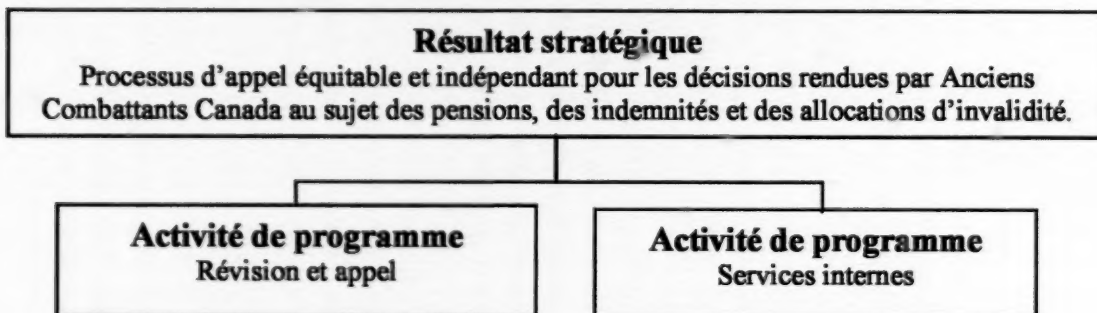 Résultat stratégique
Processus d'appel équitable et indépendant pour les décisions rendues par Anciens
Combattants Canada au sujet des pensions, des indemnités et des allocations d'invalidité.
Activité de programme
Révision et appel
Activité de programme
Services internes